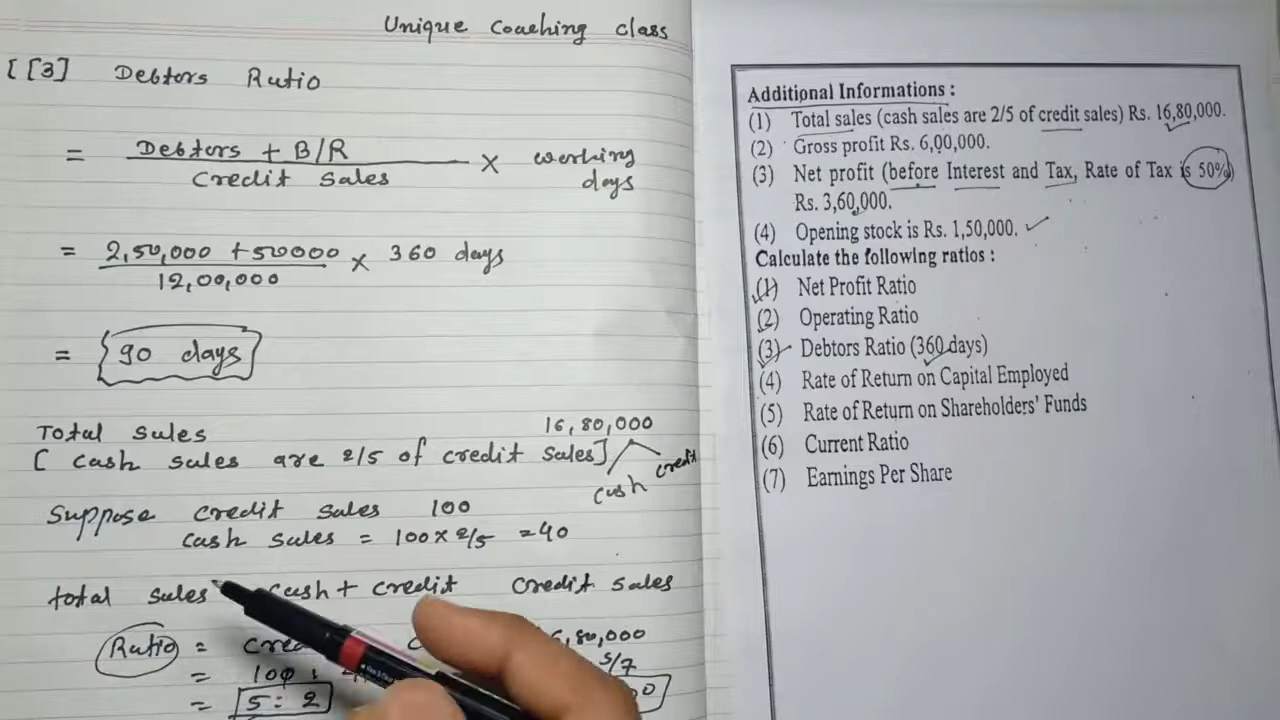 Unique Coaching Class
[[3] Debtors Ratio
= Debtors + B/R × working days
Credit Sales
= 2,50,000 + 50000 × 360 days
12,00,000
= 90 days
Total Sales 16,80,000
[ Cash sales are 2/5 of credit sales] cash credit
Suppose credit sales 100
Cash sales = 100 × 2/5 = 40
total sales cash + credit credit sales
Ratio = ,80,000
= 100 : 5/7
= 5 : 2
Additional Informations :
(1) Total sales (cash sales are 2/5 of credit sales) Rs. 16,80,000.
(2) Gross profit Rs. 6,00,000.
(3) Net profit (before Interest and Tax, Rate of Tax is 50%)
Rs. 3,60,000.
(4) Opening stock is Rs. 1,50,000.
Calculate the following ratios :
(1) Net Profit Ratio
(2) Operating Ratio
(3) Debtors Ratio (360 days)
(4) Rate of Return on Capital Employed
(5) Rate of Return on Shareholders' Funds
(6) Current Ratio
(7) Earnings Per Share